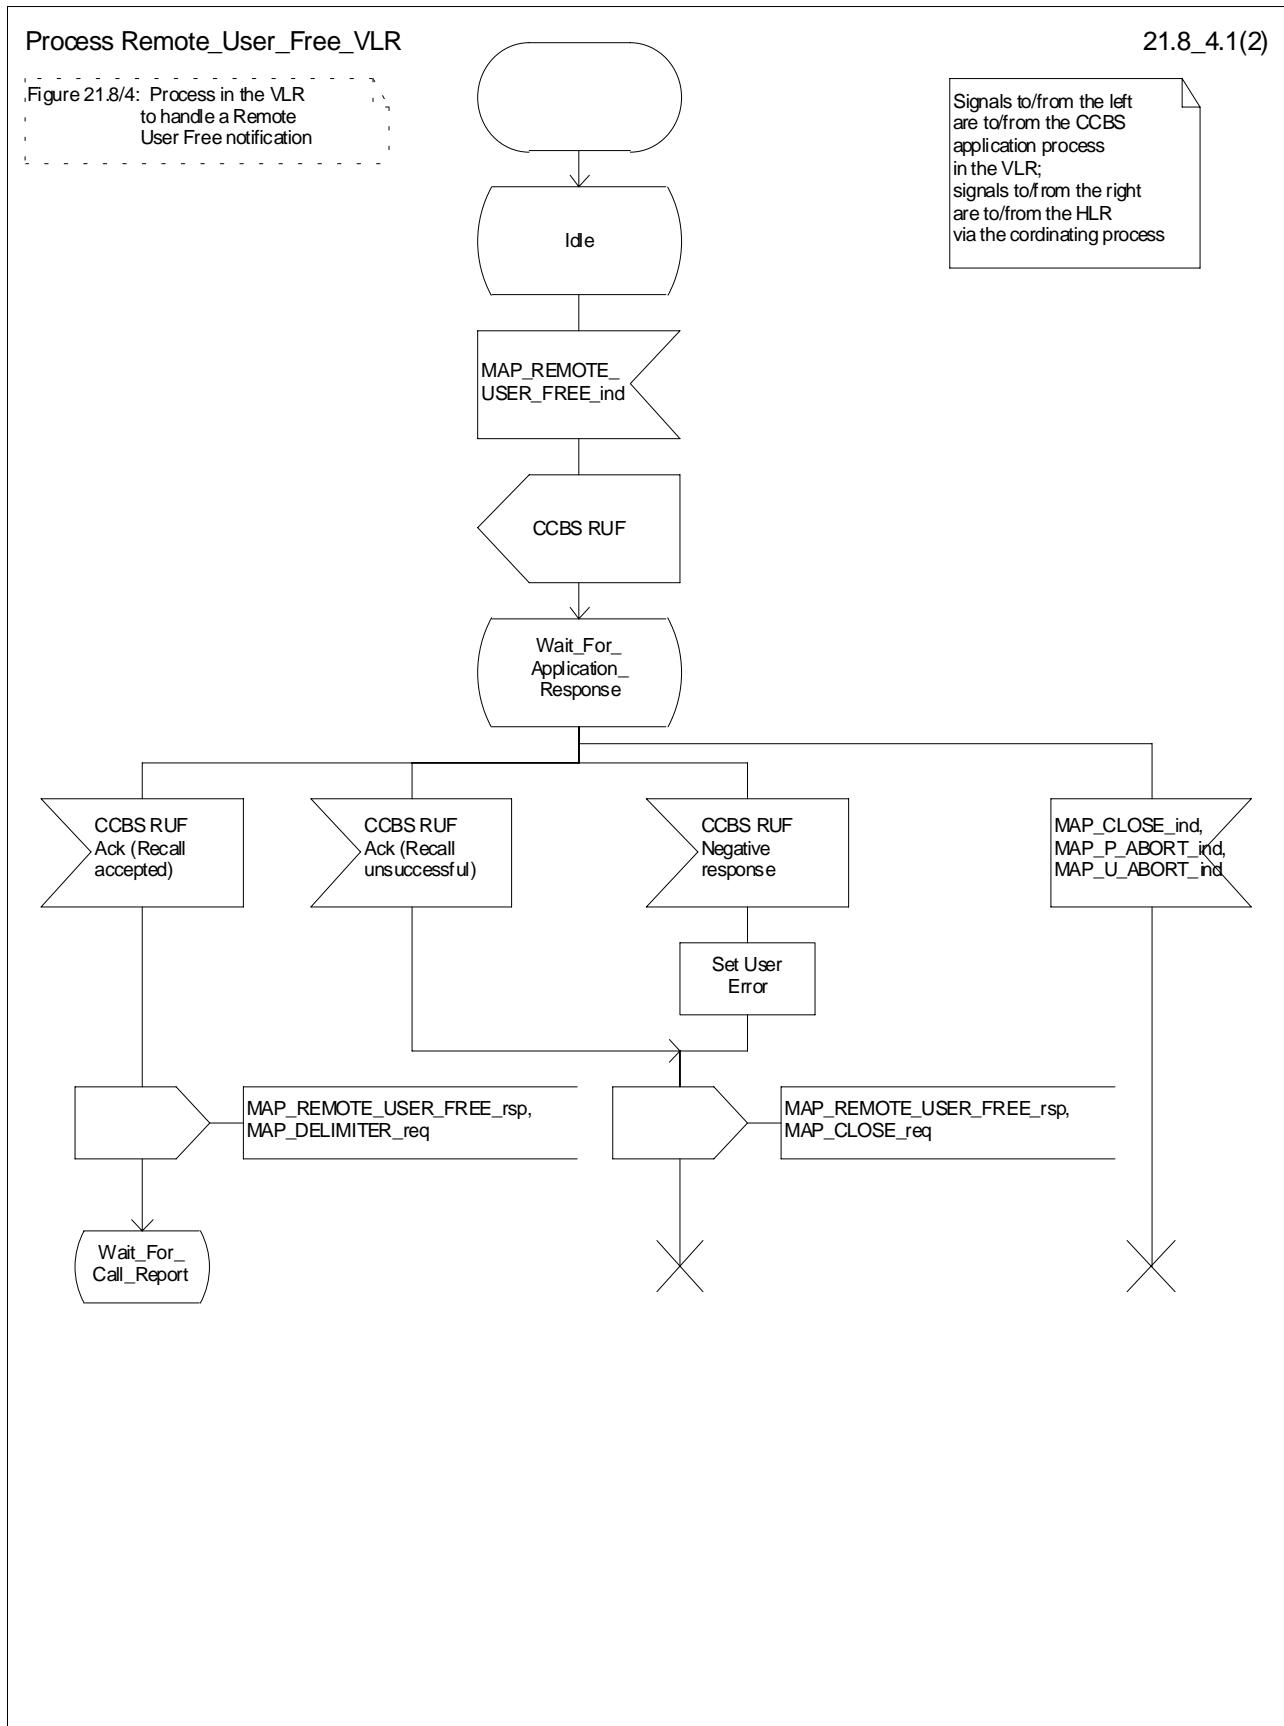 Process Remote_User_Free_VLR
21.8_4.1(2)
Figure 21.8/4: Process in the VLR
to handle a Remote
User Free notification
Signals to/from the left
are to/from the CCBS
application process
in the VLR;
signals to/from the right
are to/from the HLR
via the cordinating process
Idle
MAP_REMOTE_
USER_FREE_ind
CCBS RUF
Wait_For_
Application_
Response
CCBS RUF
Ack (Recall
accepted)
CCBS RUF
Ack (Recall
unsuccessful)
CCBS RUF
Negative
response
MAP_CLOSE_ind,
MAP_P_ABORT_ind,
MAP_U_ABORT_ind
Set User
Error
MAP_REMOTE_USER_FREE_rsp,
MAP_DELIMITER_req
MAP_REMOTE_USER_FREE_rsp,
MAP_CLOSE_req
Wait_For_
Call_Report